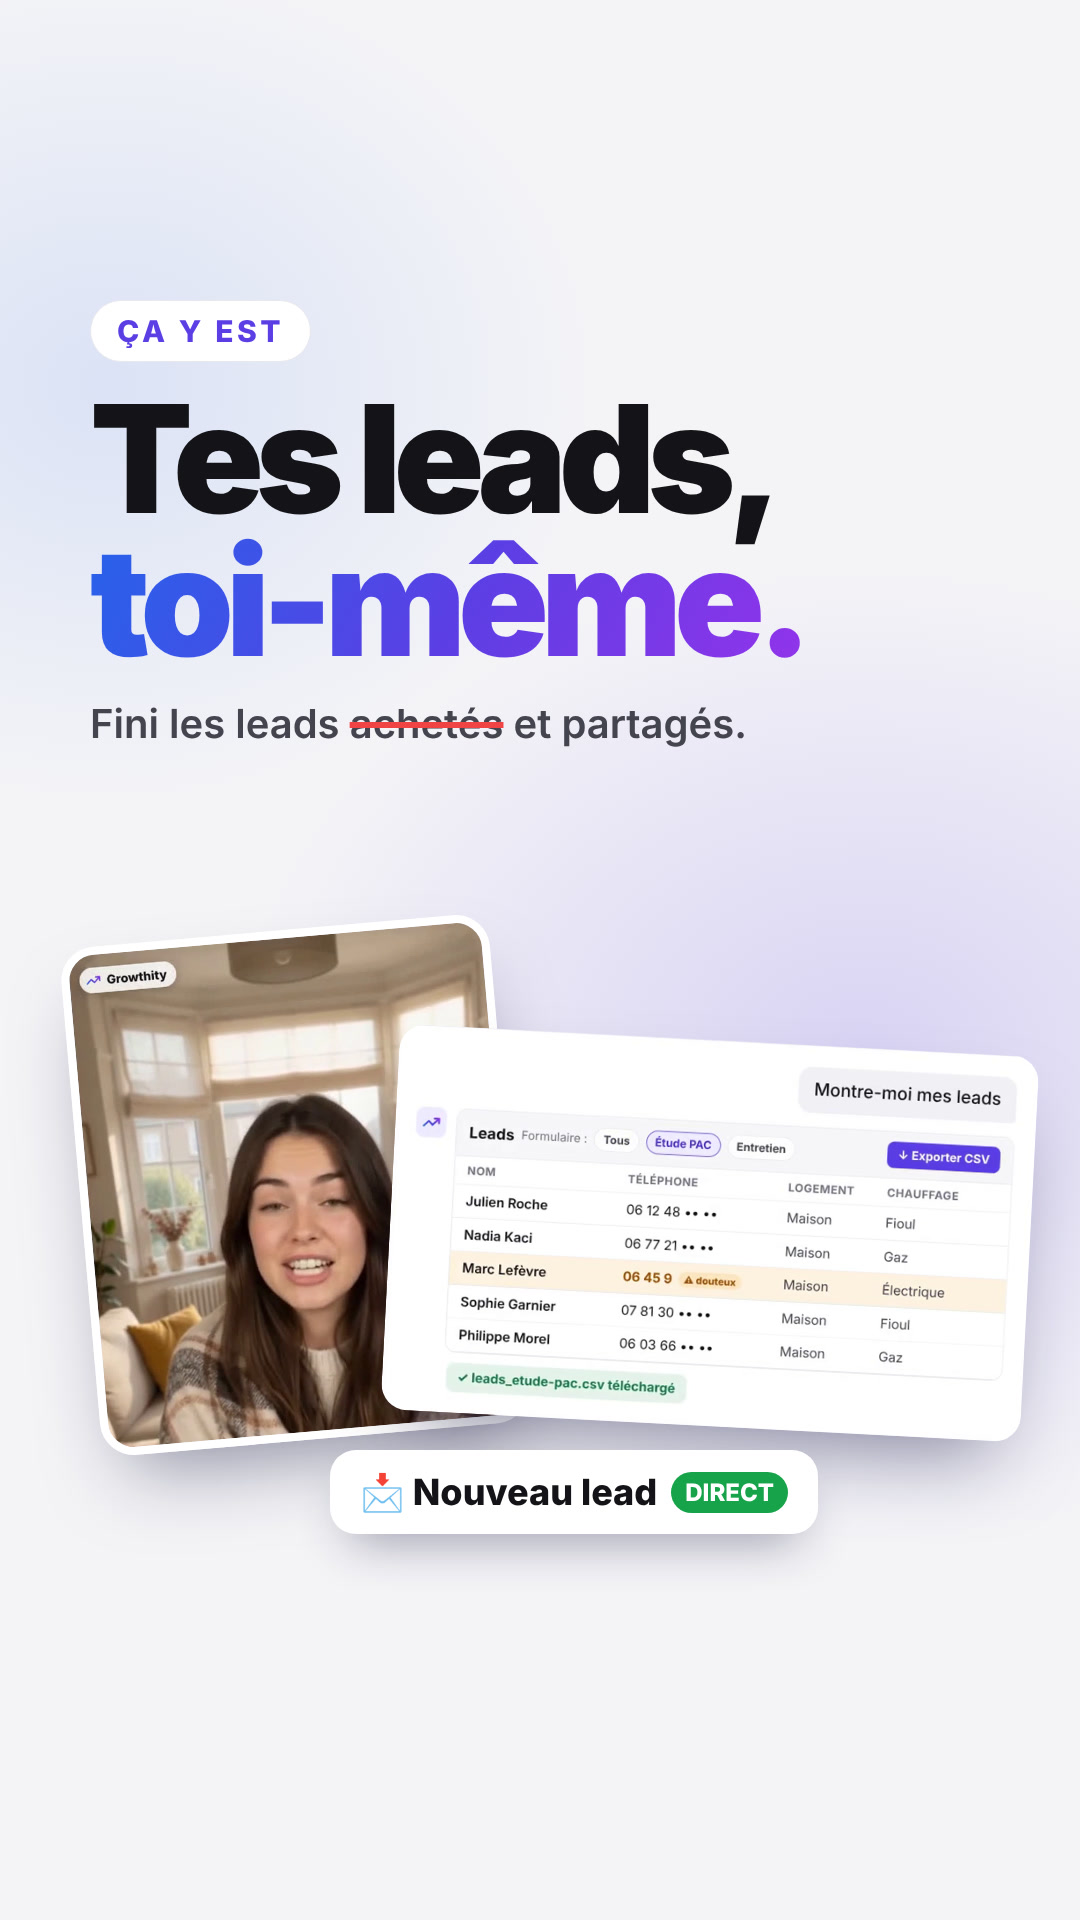 ÇA Y EST
Tes leads,
toi-même.
Fini les leads achetés et partagés.
Growthity
Montre-moi mes leads
Leads Formulaire : Tous Étude PAC Entretien ↓ Exporter CSV
NOM TÉLÉPHONE LOGEMENT CHAUFFAGE
Julien Roche 06 12 48 •• •• Maison Fioul
Nadia Kaci 06 77 21 •• •• Maison Gaz
Marc Lefèvre 06 45 9 ⚠ douteux Maison Électrique
Sophie Garnier 07 81 30 •• •• Maison Fioul
Philippe Morel 06 03 66 •• •• Maison Gaz
✓ leads_etude-pac.csv téléchargé
📩 Nouveau lead DIRECT